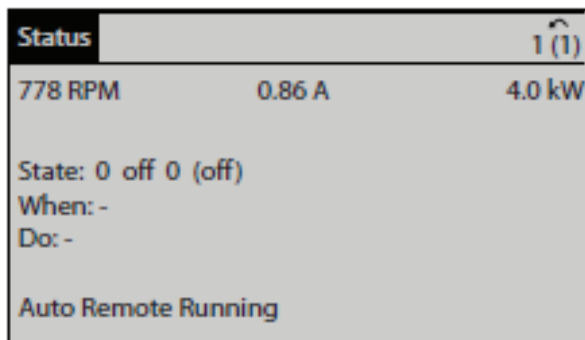 Status
1 (1)
778 RPM 0.86 A 4.0 kW
State: 0 off 0 (off)
When: -
Do: -
Auto Remote Running